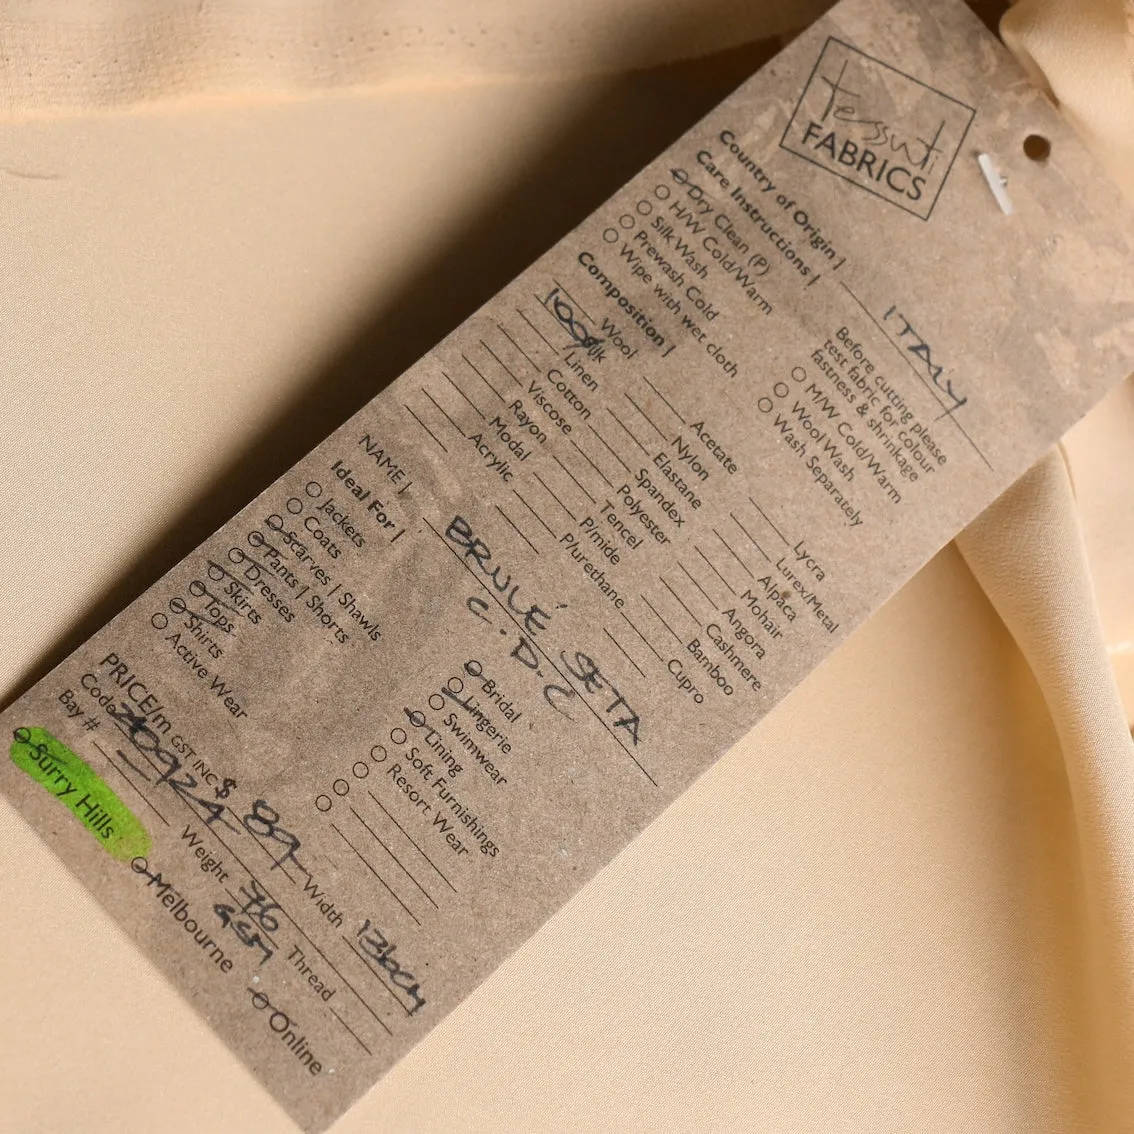 tessuti
FABRICS
Country of Origin | ITALY
Care Instructions |
Dry Clean (P)
H/W Cold/Warm
Silk Wash
Prewash Cold
Wipe with wet cloth
Before cutting please
test fabric for colour
fastness & shrinkage
M/W Cold/Warm
Wool Wash
Wash Separately
Composition |
Wool
100% Silk
Linen
Cotton
Viscose
Rayon
Modal
Acrylic
Acetate
Nylon
Elastane
Spandex
Polyester
Tencel
P/mide
P/urethane
Lycra
Lurex/Metal
Alpaca
Mohair
Angora
Cashmere
Bamboo
Cupro
NAME | BRULÉ SETA
C.D.C
Ideal For |
Jackets
Coats
Scarves | Shawls
Pants | Shorts
Dresses
Skirts
Tops
Shirts
Active Wear
Bridal
Lingerie
Swimwear
Lining
Soft Furnishings
Resort Wear
PRICE/m GST INC $ 89 Width 136cm
Code Weight 76 GSM Thread
Bay #
Surry Hills Melbourne Online